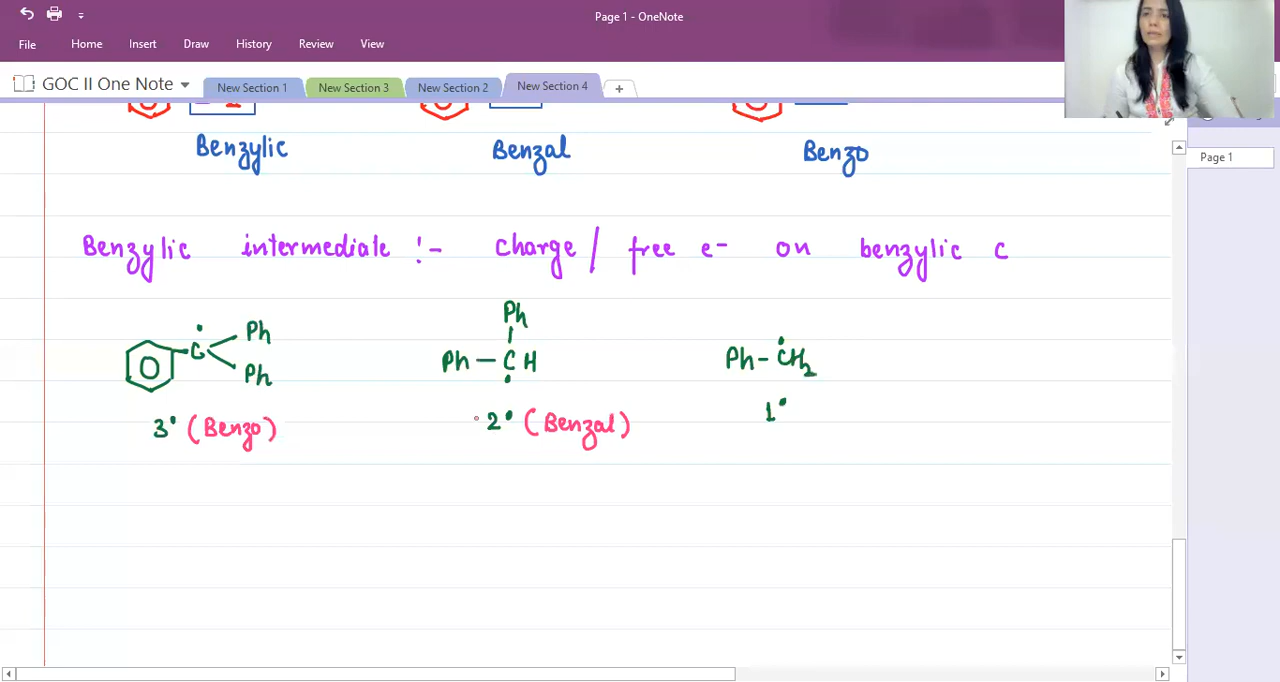 Page 1 - OneNote
File Home Insert Draw History Review View
GOC II One Note New Section 1 New Section 3 New Section 2 New Section 4 +
Page 1
Benzylic Benzal Benzo
Benzylic intermediate :- charge/ free e- on benzylic C
Ph
Ċ Ph Ph — ĊH Ph - ĊH2
Ph
3° (Benzo) 2° (Benzal) 1°